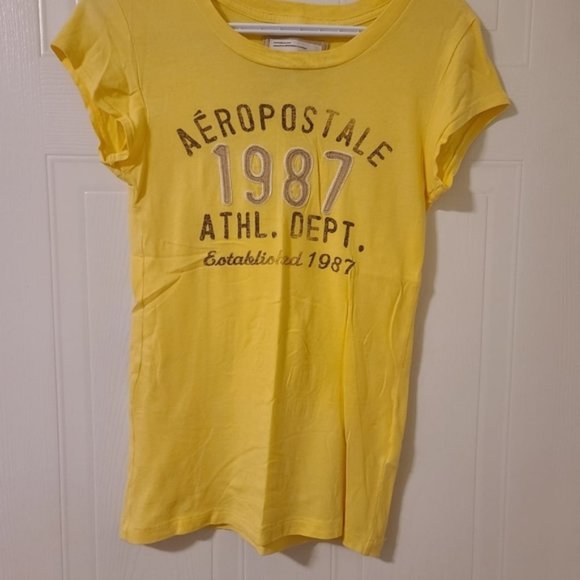 AÉROPOSTALE
1987
ATHL. DEPT.
Established 1987